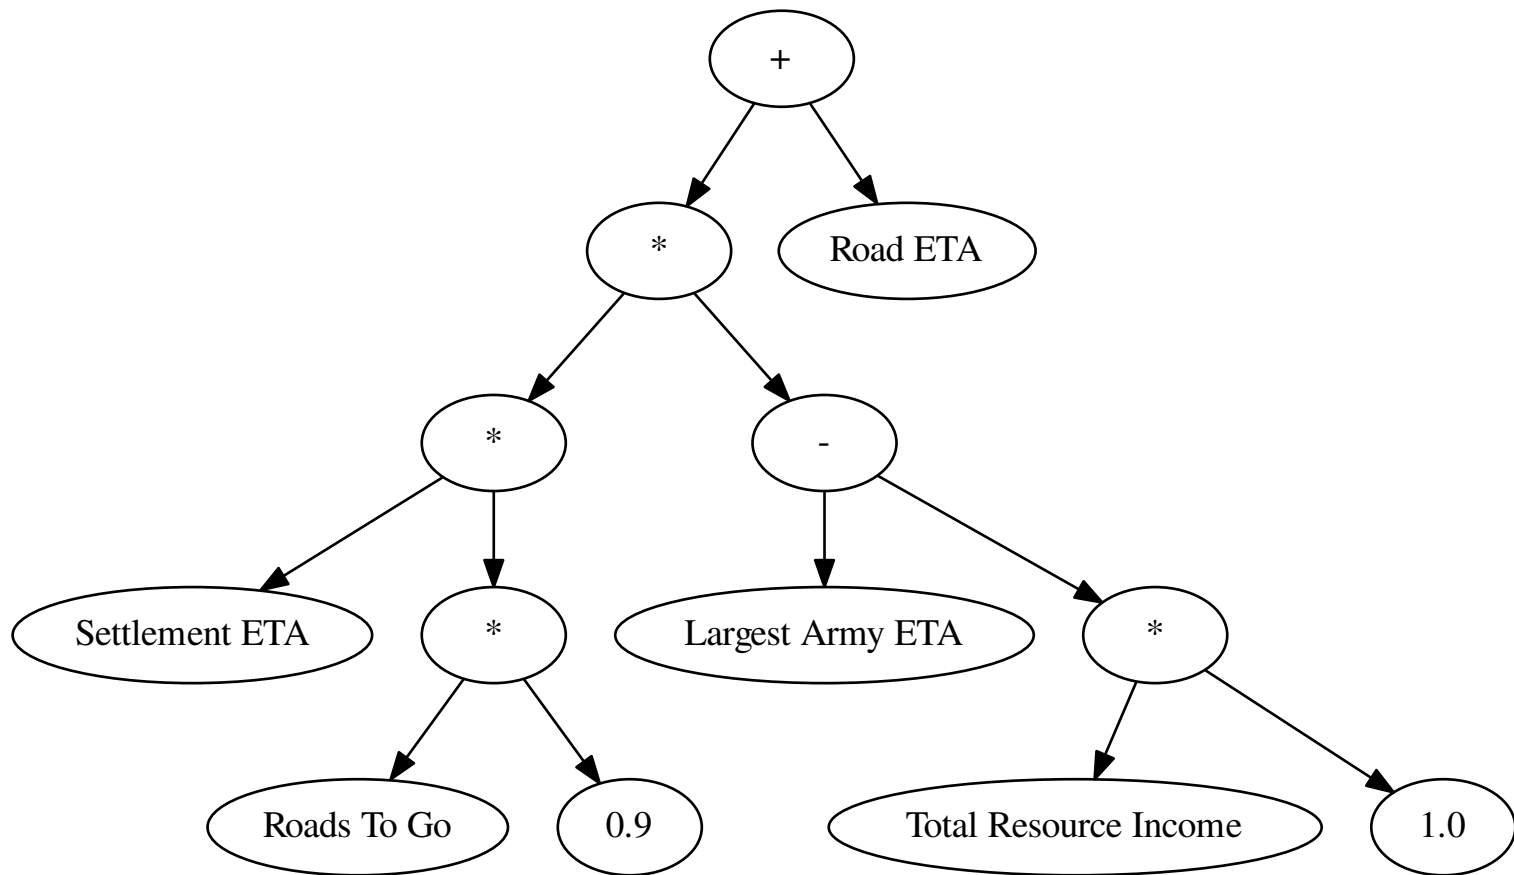 +
*
Road ETA
*
-
Settlement ETA
*
Largest Army ETA
*
Roads To Go
0.9
Total Resource Income
1.0